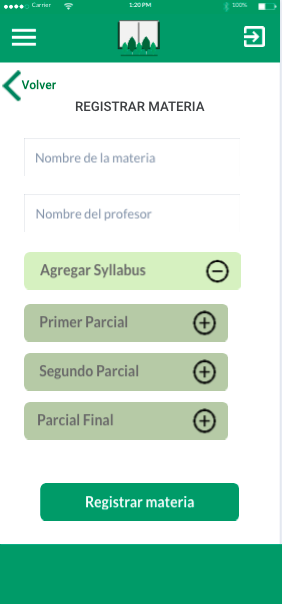 Carrier 1:20 PM 100%
Volver
REGISTRAR MATERIA
Nombre de la materia
Nombre del profesor
Agregar Syllabus
Primer Parcial
Segundo Parcial
Parcial Final
Registrar materia